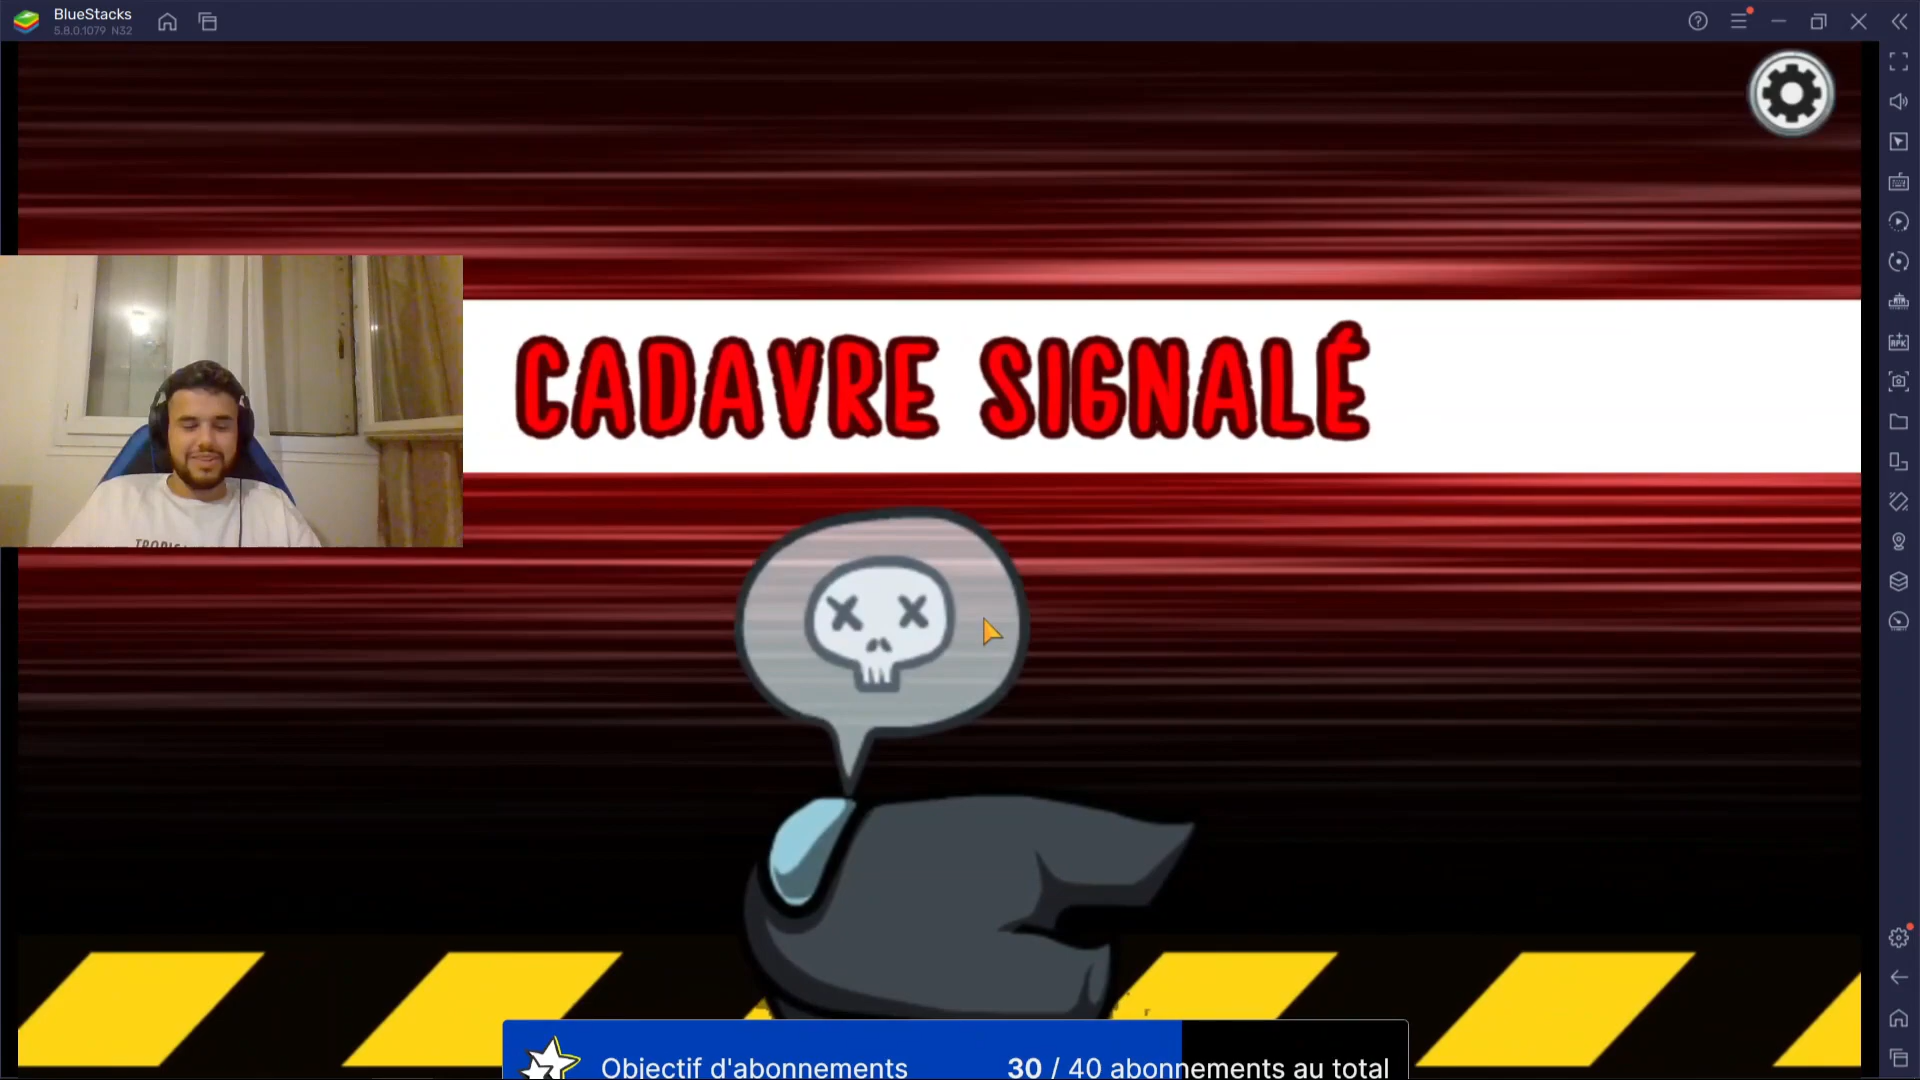 BlueStacks
5.8.0.1079 N32
CADAVRE SIGNALÉ
Objectif d'abonnements
30 / 40 abonnements au total